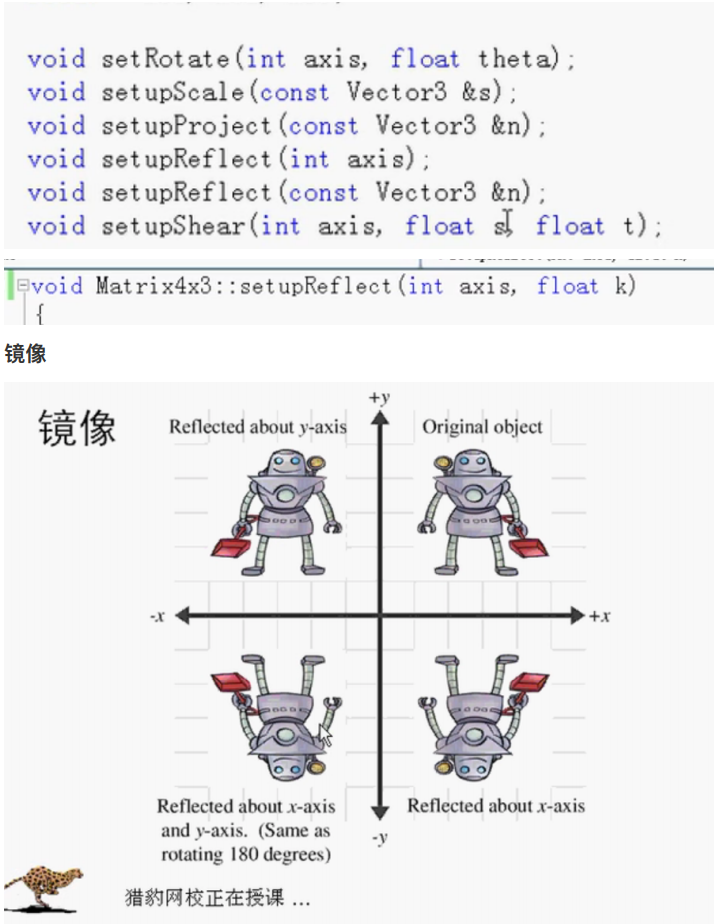 void setRotate(int axis, float theta);
void setupScale(const Vector3 &s);
void setupProject(const Vector3 &n);
void setupReflect(int axis);
void setupReflect(const Vector3 &n);
void setupShear(int axis, float s, float t);
void Matrix4x3::setupReflect(int axis, float k)
{
镜像
镜像
+y
Reflected about y-axis
Original object
-x
+x
Reflected about x-axis
and y-axis. (Same as
rotating 180 degrees)
Reflected about x-axis
-y
猎豹网校正在授课 ...